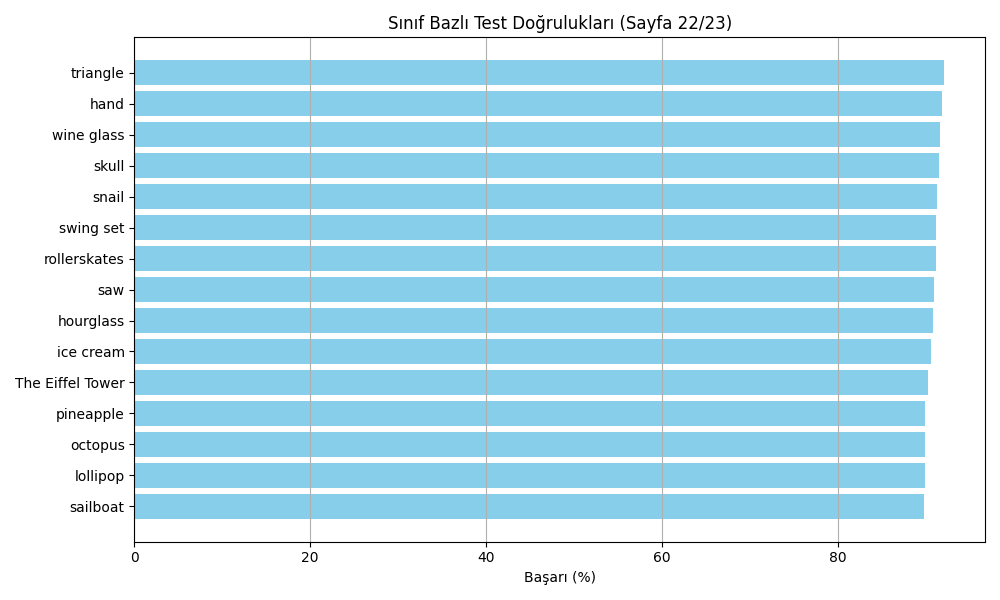 Sınıf Bazlı Test Doğrulukları (Sayfa 22/23)
triangle
hand
wine glass
skull
snail
swing set
rollerskates
saw
hourglass
ice cream
The Eiffel Tower
pineapple
octopus
lollipop
sailboat
0 20 40 60 80
Başarı (%)